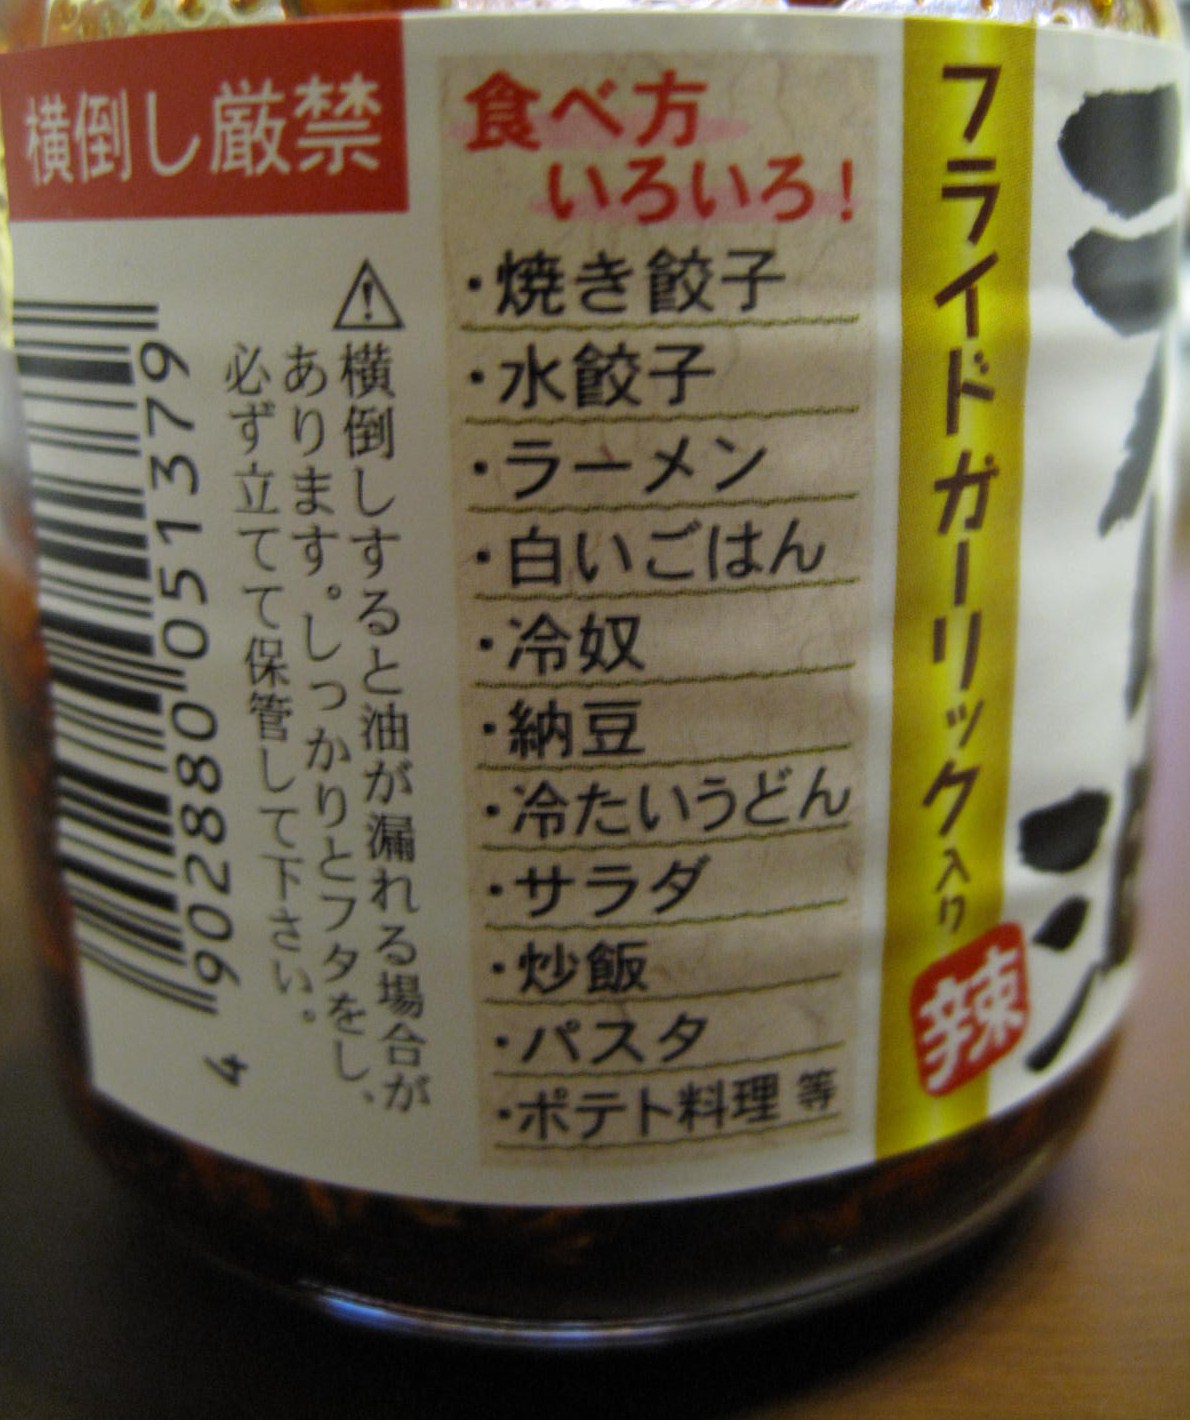 横倒し厳禁
食べ方
いろいろ!
・焼き餃子
・水餃子
・ラーメン
・白いごはん
・冷奴
・納豆
・冷たいうどん
・サラダ
・炒飯
・パスタ
・ポテト料理 等
フライドガーリック入り
辣
横倒しすると油が漏れる場合が
あります。しっかりとフタをし、
必ず立てて保管して下さい。
4 902880 051379